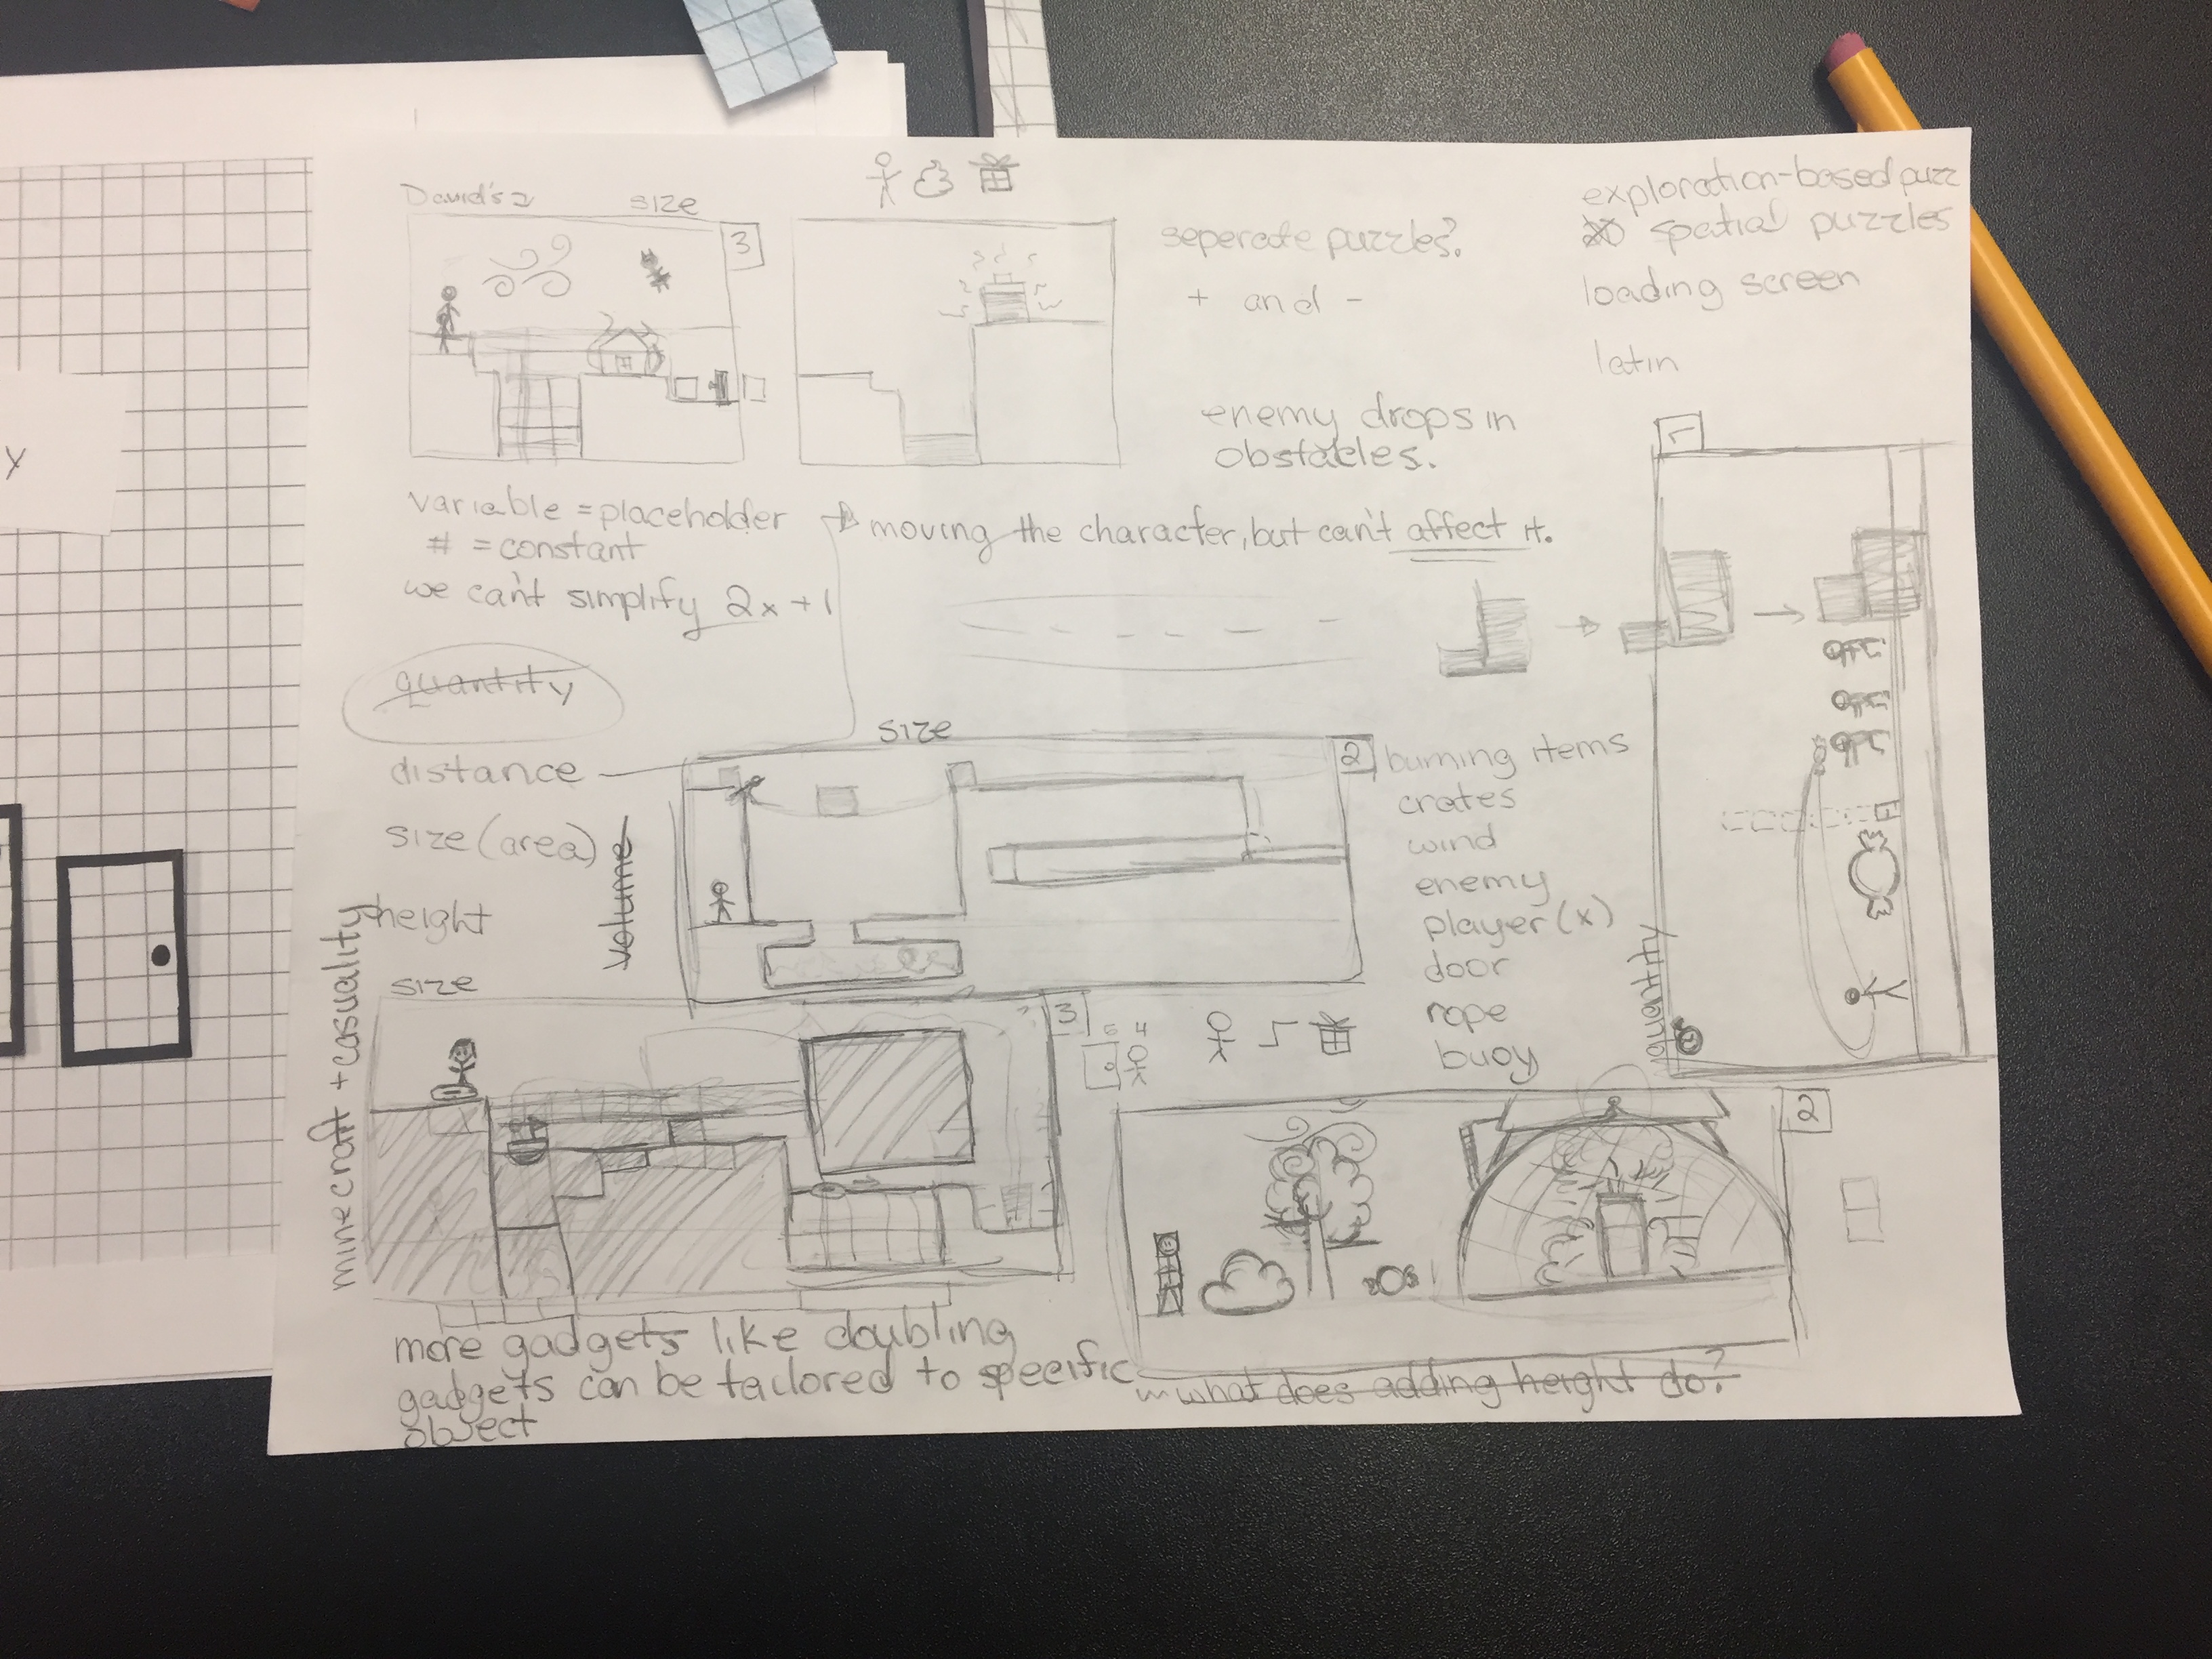 David's 2
SIZE
3
seperate puzzles?
+ and -
exploration-based puzz
spatial puzzles
loading screen
latin
enemy drops in
obstacles.
1
variable = placeholder
# = constant
we can't simplify 2x + 1
moving the character, but can't affect it.
quantity
distance
size (area)
height
volume
SIZE
2
burning items
crates
wind
enemy
player (x)
door
rope
buoy
quantity
SIZE
3
2
minecraft + casuality
more gadgets like doubling
gadgets can be tailored to specific
object
what does adding height do?
Y